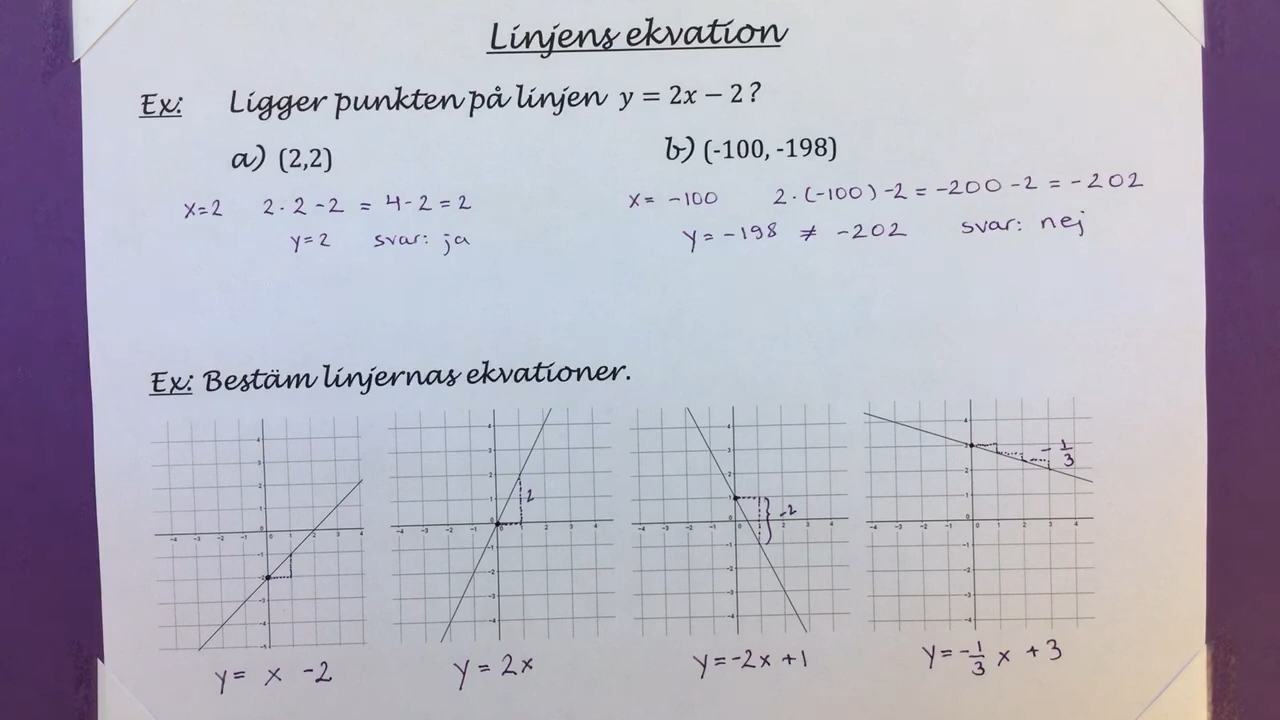 Linjens ekvation
Ex: Ligger punkten på linjen y = 2x − 2?
a) (2,2)
b) (-100, -198)
x=2 2·2-2 = 4-2=2
y=2 svar: ja
x= -100 2·(-100)-2 = -200-2 = -202
y= -198 ≠ -202 svar: nej
Ex: Bestäm linjernas ekvationer.
2
-2
-1/3
y= x -2
y = 2x
y=-2x+1
y=-1/3 x +3